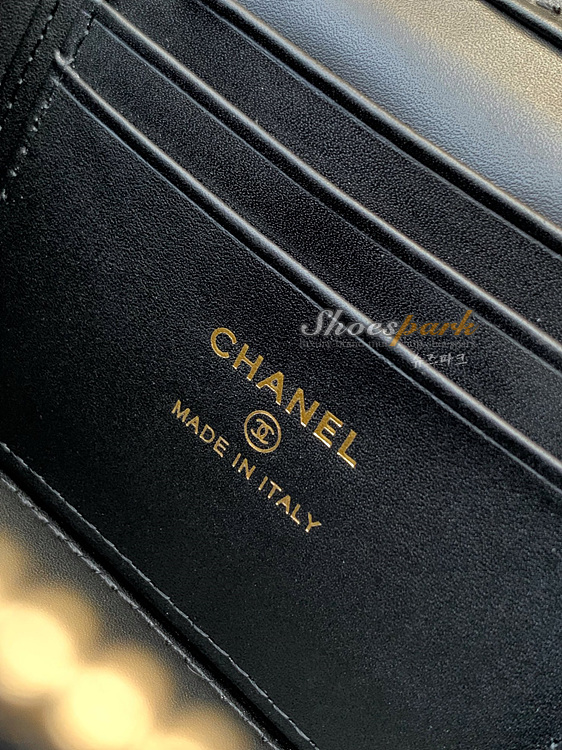 Shoespark
슈즈파크
CHANEL
MADE IN ITALY